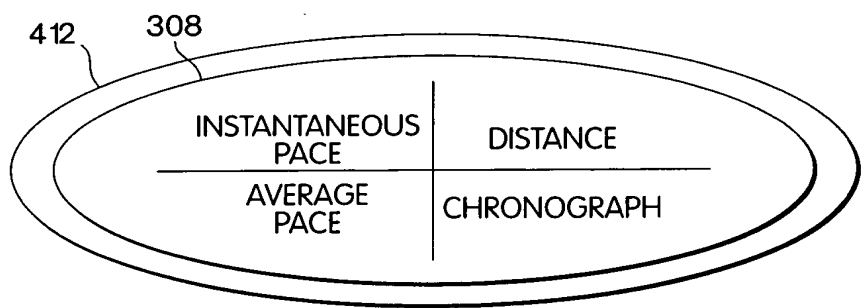 412
308
INSTANTANEOUS
PACE
DISTANCE
AVERAGE
PACE
CHRONOGRAPH